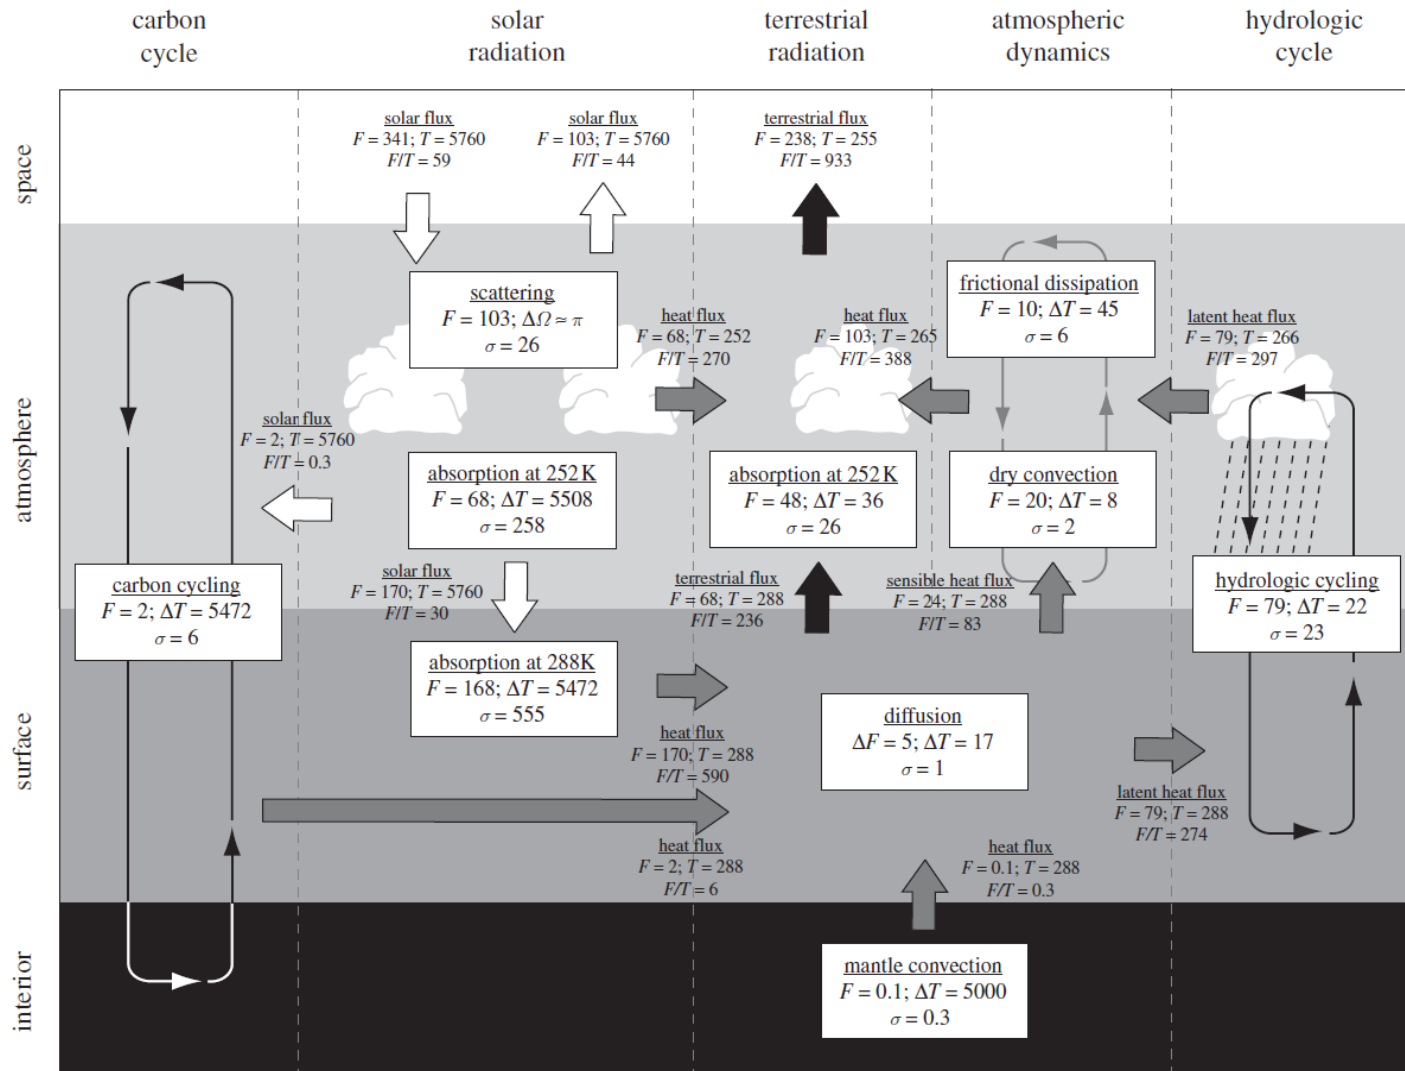 carbon
cycle
solar
radiation
terrestrial
radiation
atmospheric
dynamics
hydrologic
cycle
space
atmosphere
surface
interior
solar flux
F = 341; T = 5760
F/T = 59
solar flux
F = 103; T = 5760
F/T = 44
terrestrial flux
F = 238; T = 255
F/T = 933
scattering
F = 103; ΔΩ ≃ π
σ = 26
heat flux
F = 68; T = 252
F/T = 270
heat flux
F = 103; T = 265
F/T = 388
frictional dissipation
F = 10; ΔT = 45
σ = 6
latent heat flux
F = 79; T = 266
F/T = 297
solar flux
F = 2; T = 5760
F/T = 0.3
absorption at 252 K
F = 68; ΔT = 5508
σ = 258
absorption at 252 K
F = 48; ΔT = 36
σ = 26
dry convection
F = 20; ΔT = 8
σ = 2
carbon cycling
F = 2; ΔT = 5472
σ = 6
solar flux
F = 170; T = 5760
F/T = 30
terrestrial flux
F = 68; T = 288
F/T = 236
sensible heat flux
F = 24; T = 288
F/T = 83
hydrologic cycling
F = 79; ΔT = 22
σ = 23
absorption at 288K
F = 168; ΔT = 5472
σ = 555
heat flux
F = 170; T = 288
F/T = 590
diffusion
ΔF = 5; ΔT = 17
σ = 1
latent heat flux
F = 79; T = 288
F/T = 274
heat flux
F = 2; T = 288
F/T = 6
heat flux
F = 0.1; T = 288
F/T = 0.3
mantle convection
F = 0.1; ΔT = 5000
σ = 0.3